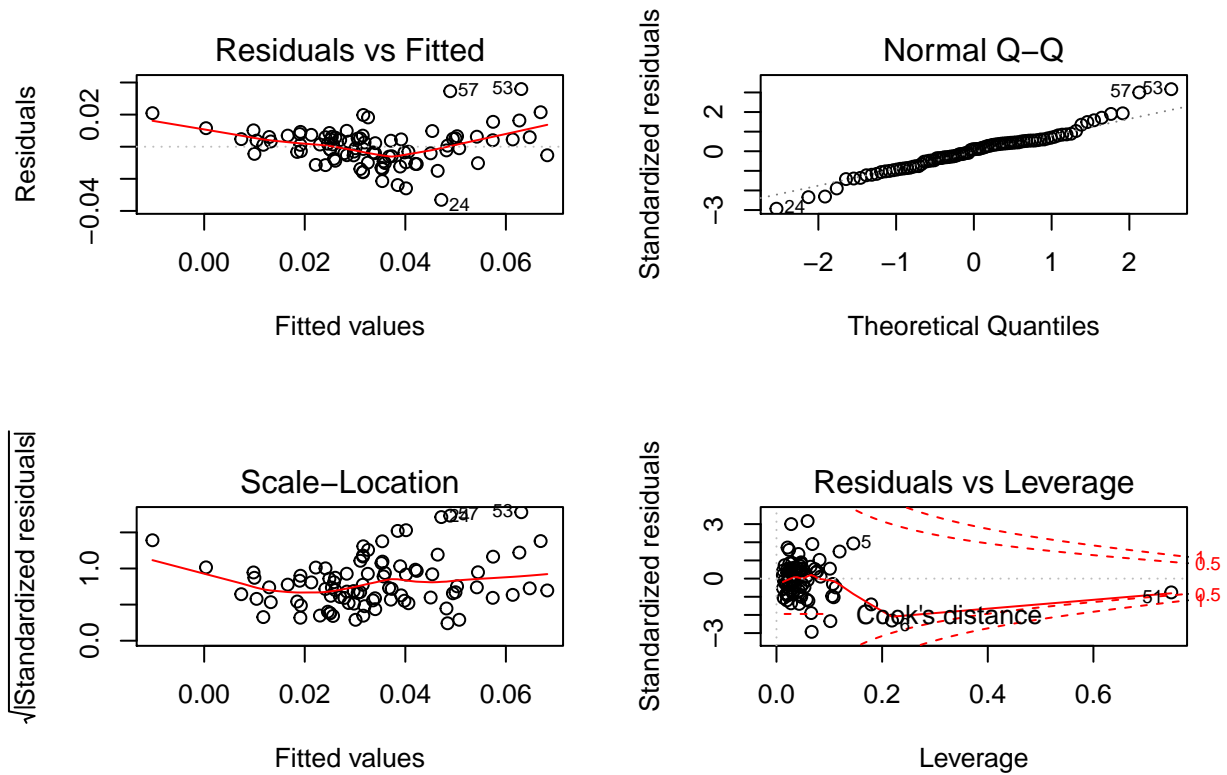 Residuals vs Fitted
Residuals
0.02
−0.04
57
53
24
0.00 0.02 0.04 0.06
Fitted values
Normal Q−Q
Standardized residuals
2
0
−3
57
53
24
−2 −1 0 1 2
Theoretical Quantiles
Scale−Location
√|Standardized residuals|
1.0
0.0
24
57
53
0.00 0.02 0.04 0.06
Fitted values
Residuals vs Leverage
Standardized residuals
3
0
−3
5
51
6
Cook's distance
1
0.5
0.5
1
0.0 0.2 0.4 0.6
Leverage